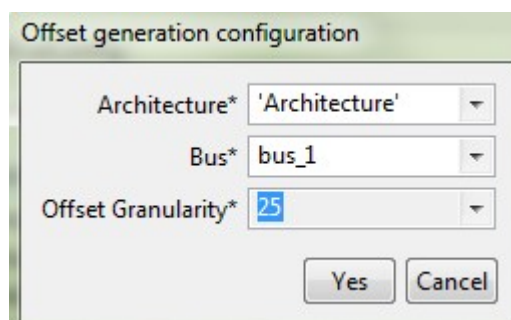 Offset generation configuration
Architecture* 'Architecture'
Bus* bus_1
Offset Granularity* 25
Yes Cancel